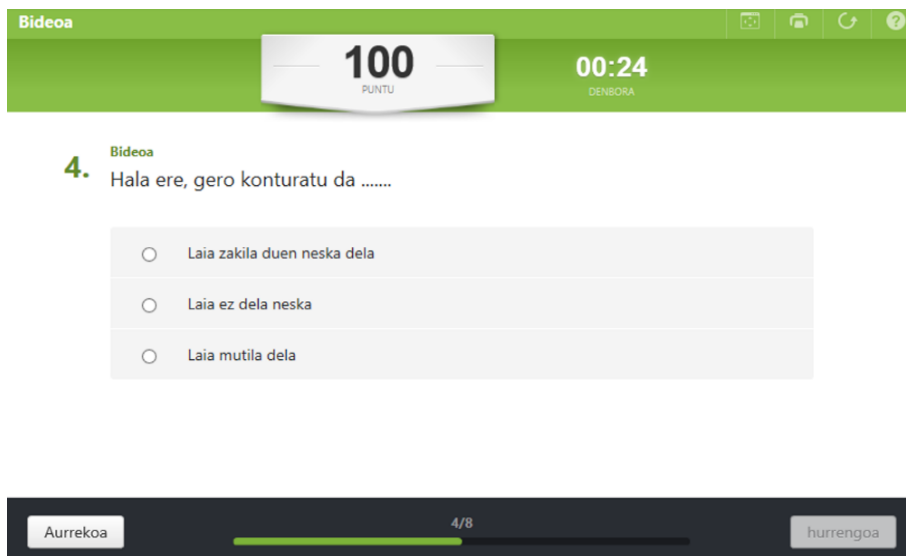 Bideoa
100
PUNTU
00:24
DENBORA
4.
Bideoa
Hala ere, gero konturatu da .......
Laia zakila duen neska dela
Laia ez dela neska
Laia mutila dela
Aurrekoa
4/8
hurrengoa